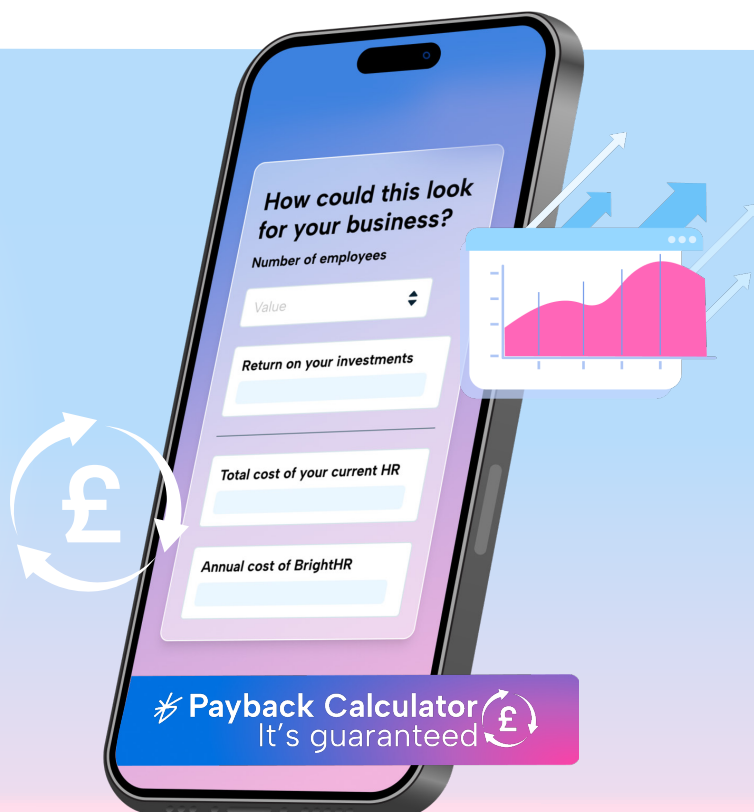 How could this look
for your business?
Number of employees
Value
Return on your investments
Total cost of your current HR
Annual cost of BrightHR
£
Payback Calculator
£
It's guaranteed